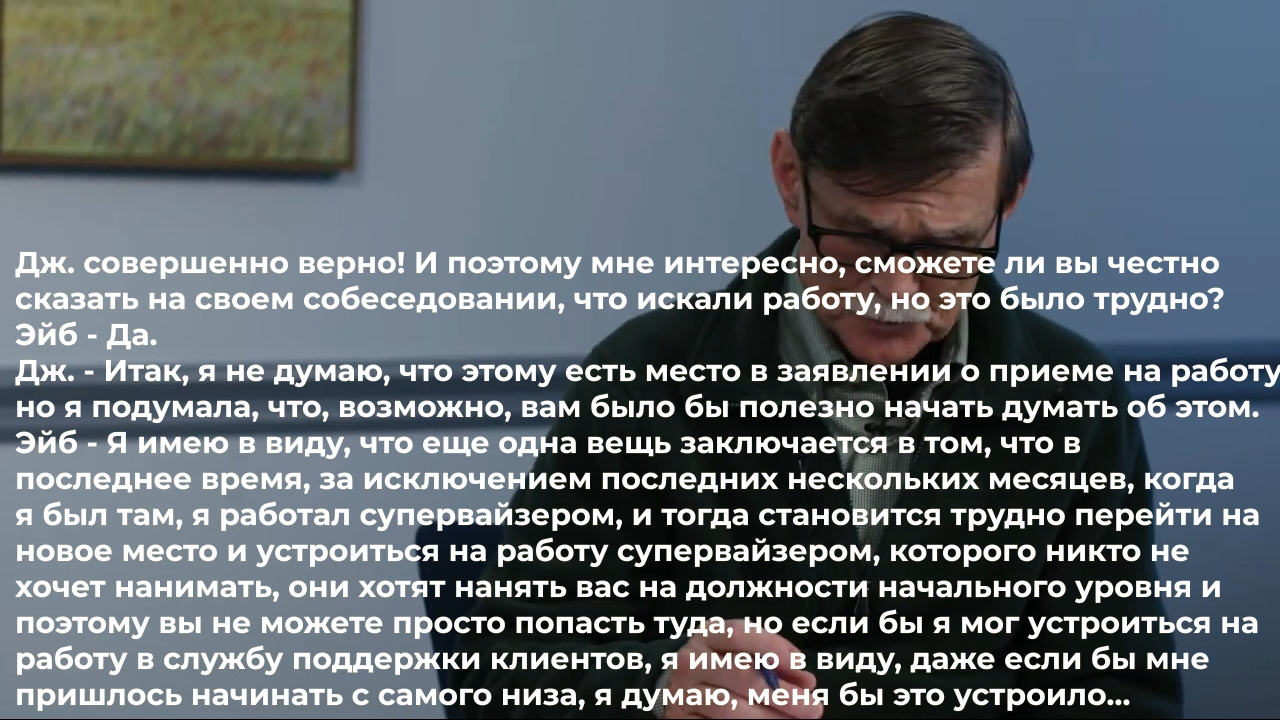 Дж. совершенно верно! И поэтому мне интересно, сможете ли вы честно
сказать на своем собеседовании, что искали работу, но это было трудно?
Эйб - Да.
Дж. - Итак, я не думаю, что этому есть место в заявлении о приеме на работу
но я подумала, что, возможно, вам было бы полезно начать думать об этом.
Эйб - Я имею в виду, что еще одна вещь заключается в том, что в
последнее время, за исключением последних нескольких месяцев, когда
я был там, я работал супервайзером, и тогда становится трудно перейти на
новое место и устроиться на работу супервайзером, которого никто не
хочет нанимать, они хотят нанять вас на должности начального уровня и
поэтому вы не можете просто попасть туда, но если бы я мог устроиться на
работу в службу поддержки клиентов, я имею в виду, даже если бы мне
пришлось начинать с самого низа, я думаю, меня бы это устроило...